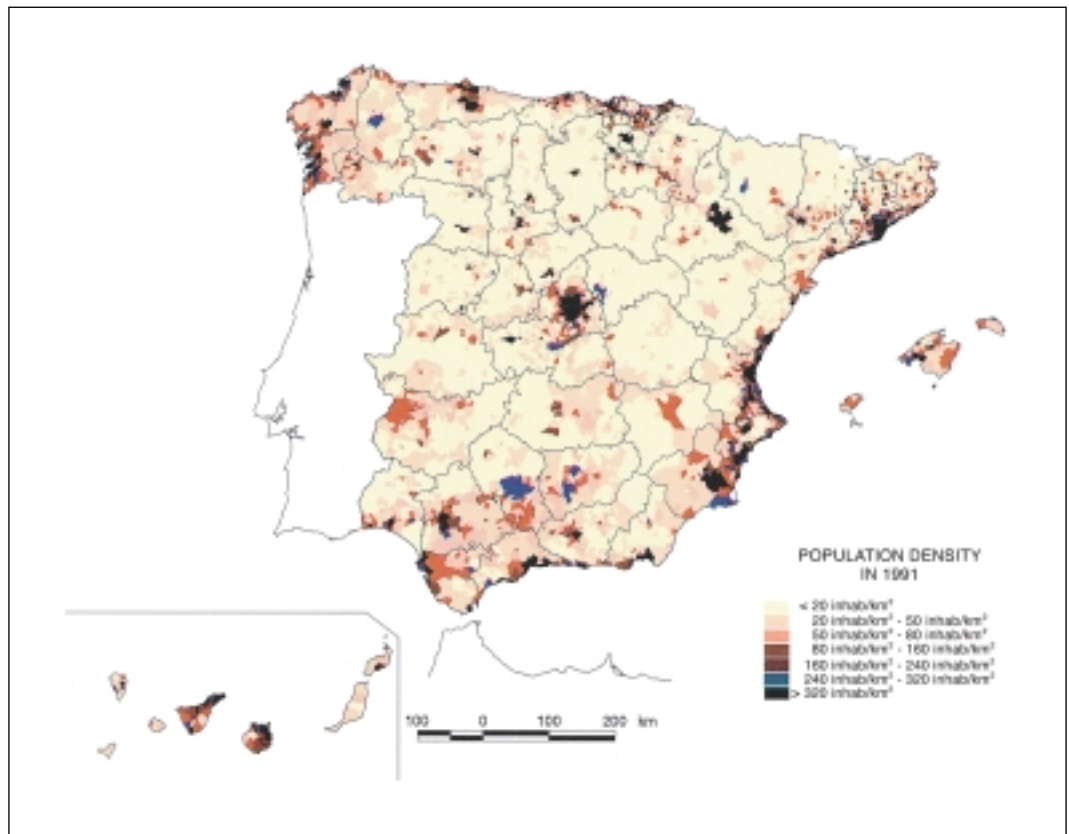 POPULATION DENSITY
IN 1991
< 20 inhab/km²
20 inhab/km² - 50 inhab/km²
50 inhab/km² - 80 inhab/km²
80 inhab/km² - 160 inhab/km²
160 inhab/km² - 240 inhab/km²
240 inhab/km² - 320 inhab/km²
> 320 inhab/km²
100 0 100 200 km